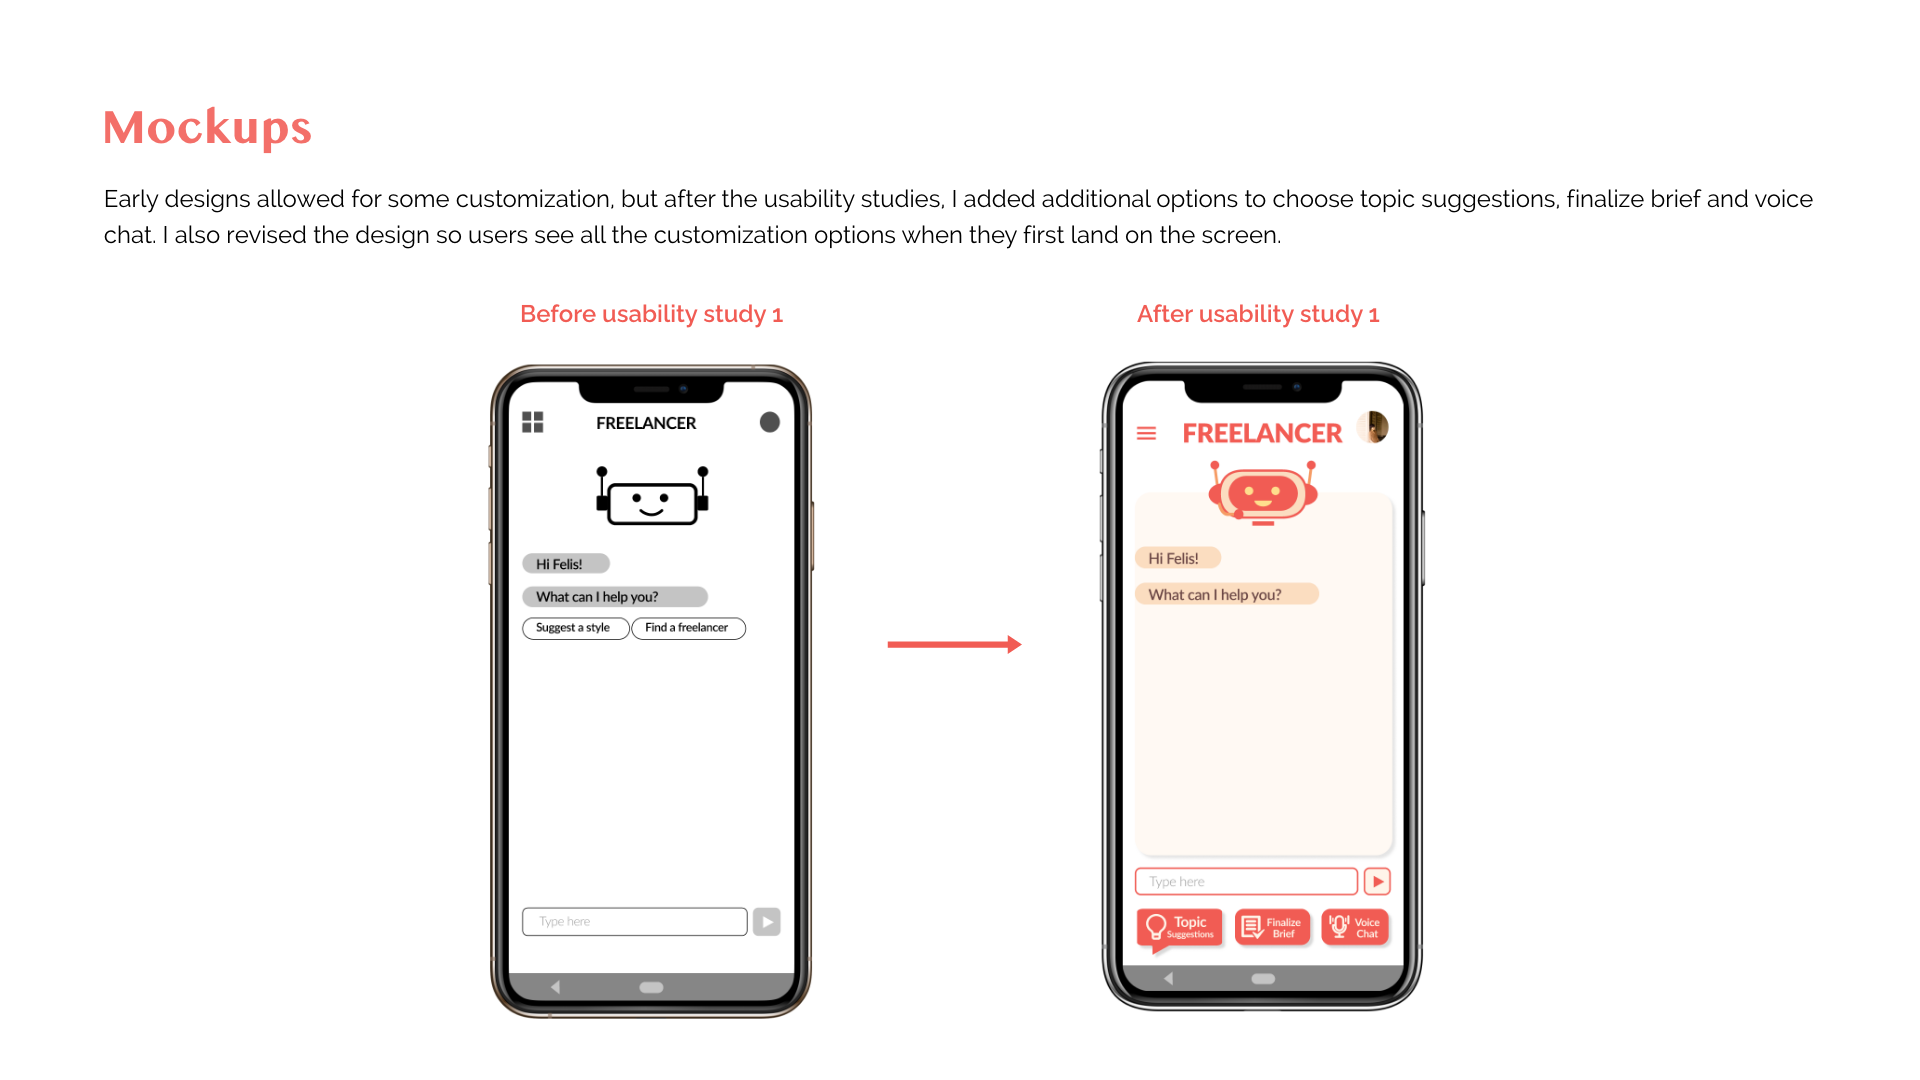 Mockups
Early designs allowed for some customization, but after the usability studies, I added additional options to choose topic suggestions, finalize brief and voice
chat. I also revised the design so users see all the customization options when they first land on the screen.
Before usability study 1
FREELANCER
Hi Felis!
What can I help you?
Suggest a style
Find a freelancer
Type here
After usability study 1
FREELANCER
Hi Felis!
What can I help you?
Type here
Topic
Suggestions
Finalize
Brief
Voice
Chat